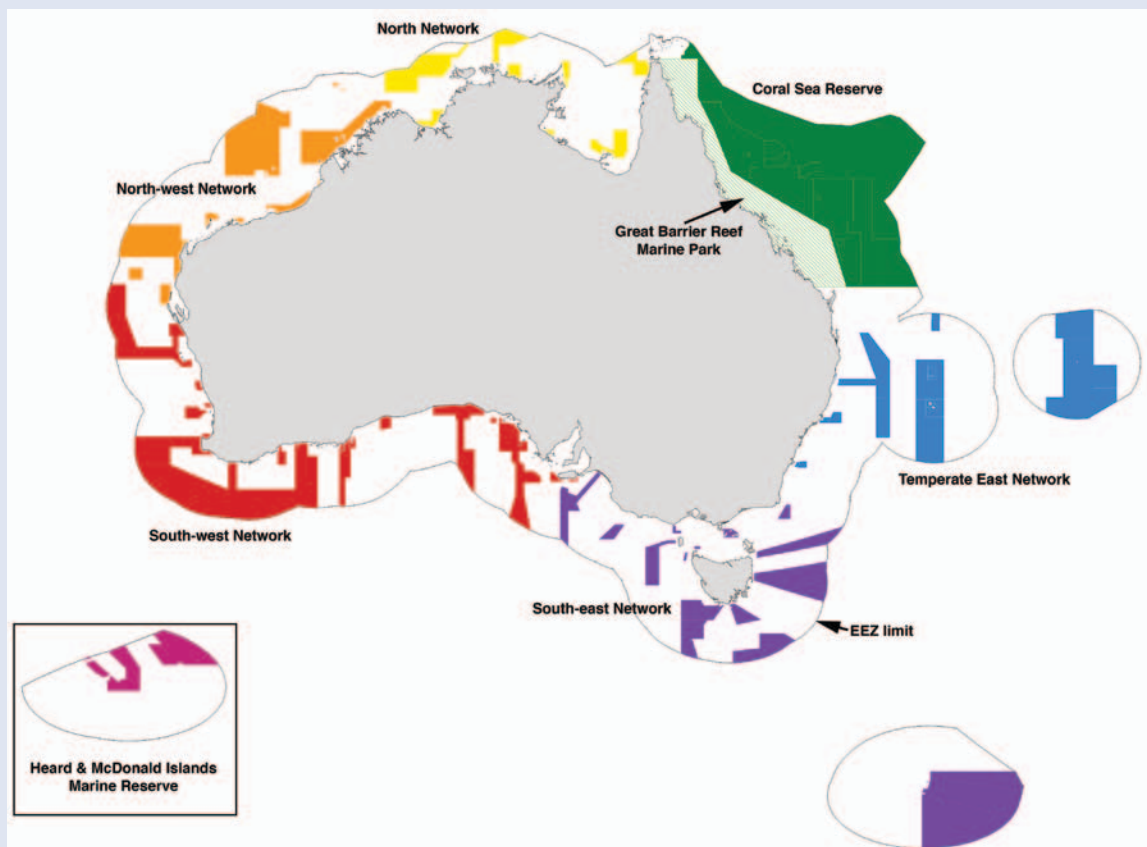 North Network
Coral Sea Reserve
North-west Network
Great Barrier Reef
Marine Park
Temperate East Network
South-west Network
South-east Network
EEZ limit
Heard & McDonald Islands
Marine Reserve